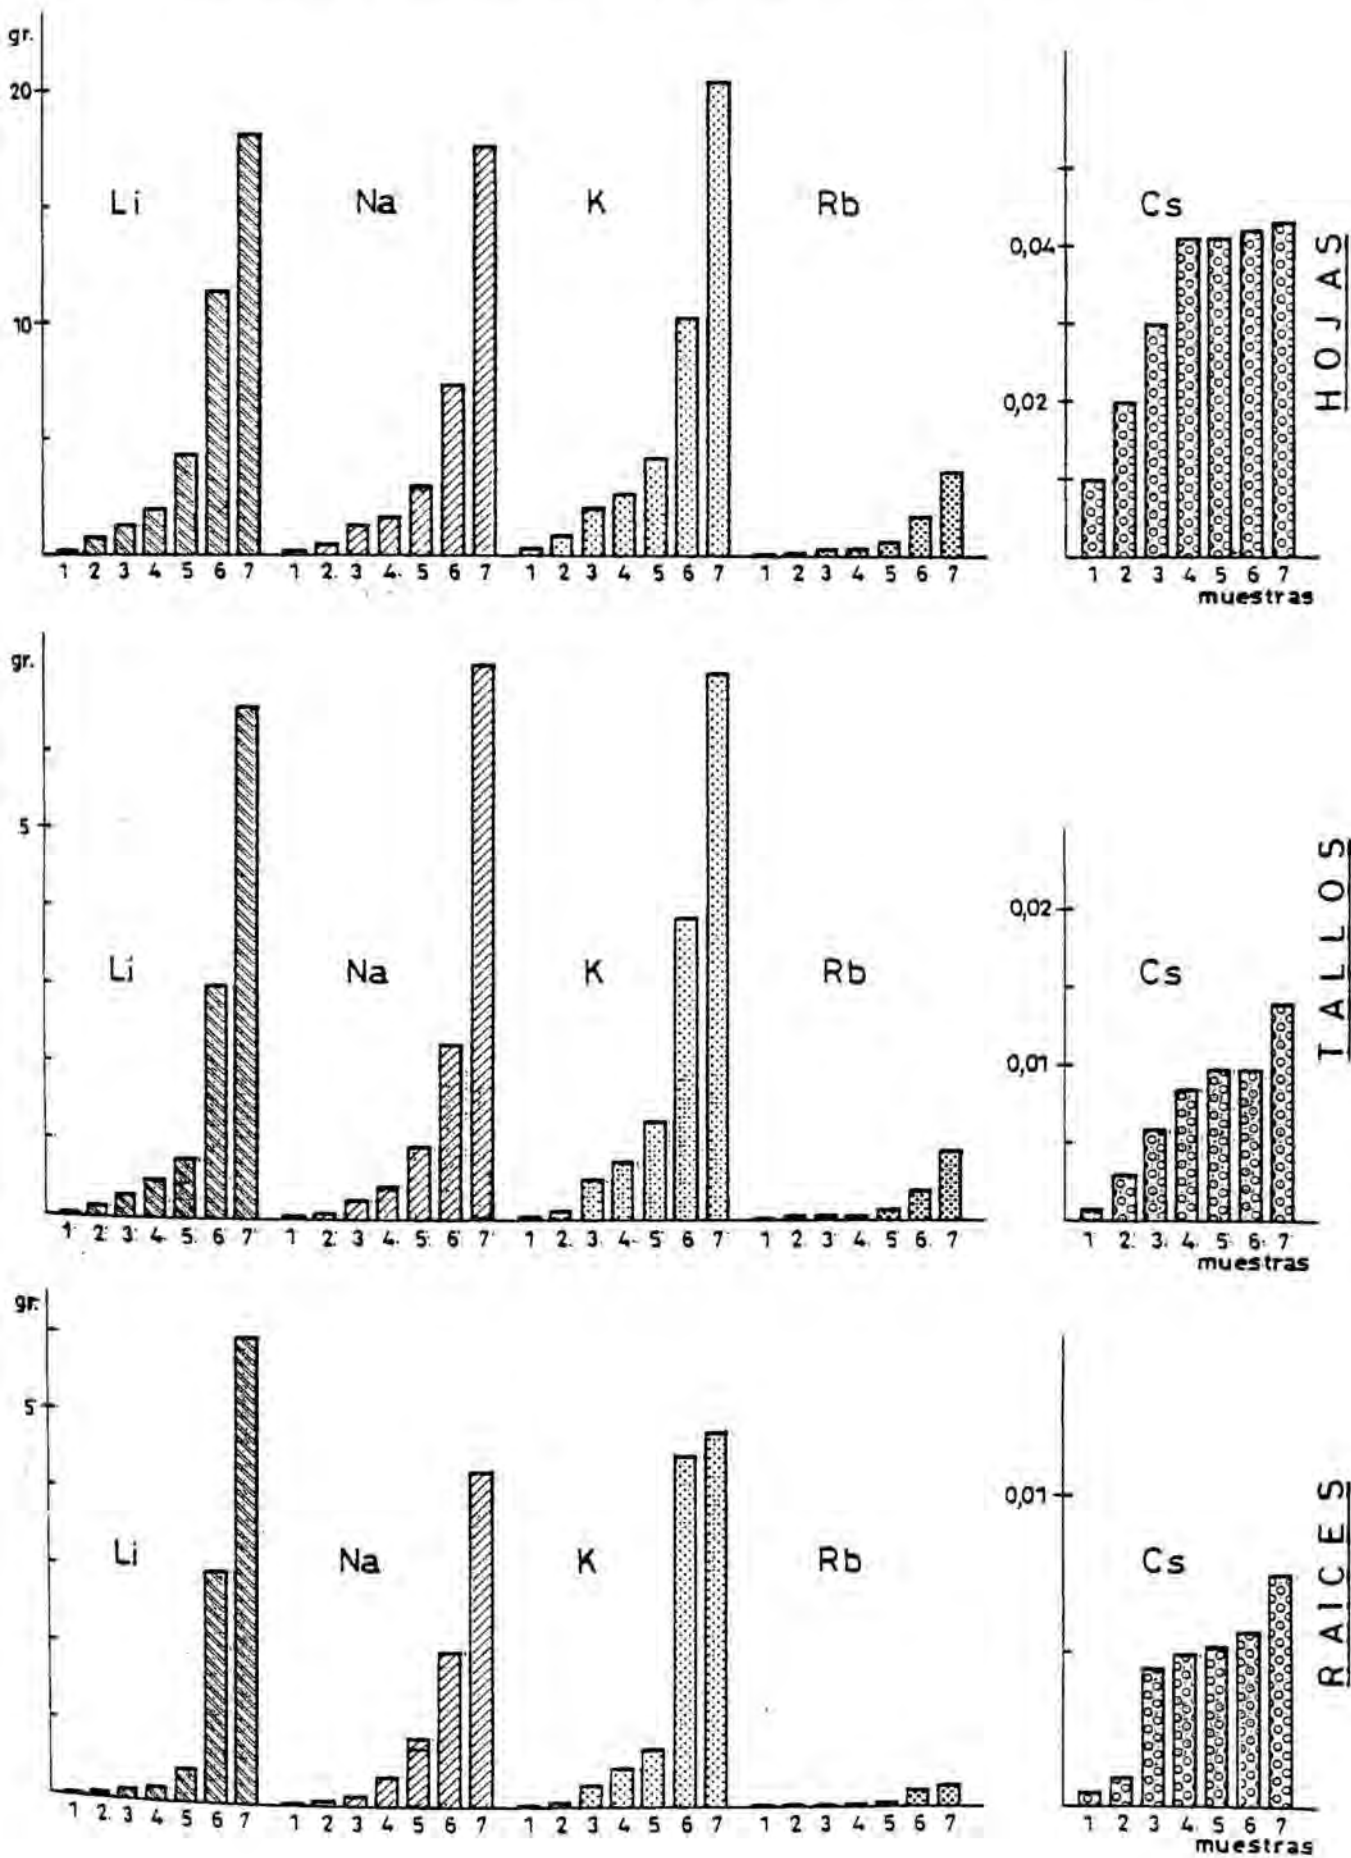 gr.
20
10
Li
Na
K
Rb
Cs
0,04
0,02
HOJAS
1 2 3 4 5 6 7
1 2. 3 4. 5 6 7
1 2 3 4 5 6 7
1 2 3 4 5 6 7
1 2 3 4 5 6 7
muestras
gr.
5
Li
Na
K
Rb
Cs
0,02
0,01
TALLOS
1. 2. 3. 4. 5. 6. 7.
1 2. 3. 4. 5. 6. 7
1 2. 3. 4. 5. 6. 7
1 2. 3. 4. 5. 6. 7
1 2. 3. 4. 5. 6. 7
muestras
gr.
5
Li
Na
K
Rb
Cs
0,01
RAICES
1 2. 3 4 5 6 7
1 2. 3 4. 5 6 7
1 2. 3 4. 5 6 7
1 2. 3 4. 5 6 7
1 2 3 4 5 6 7
muestras